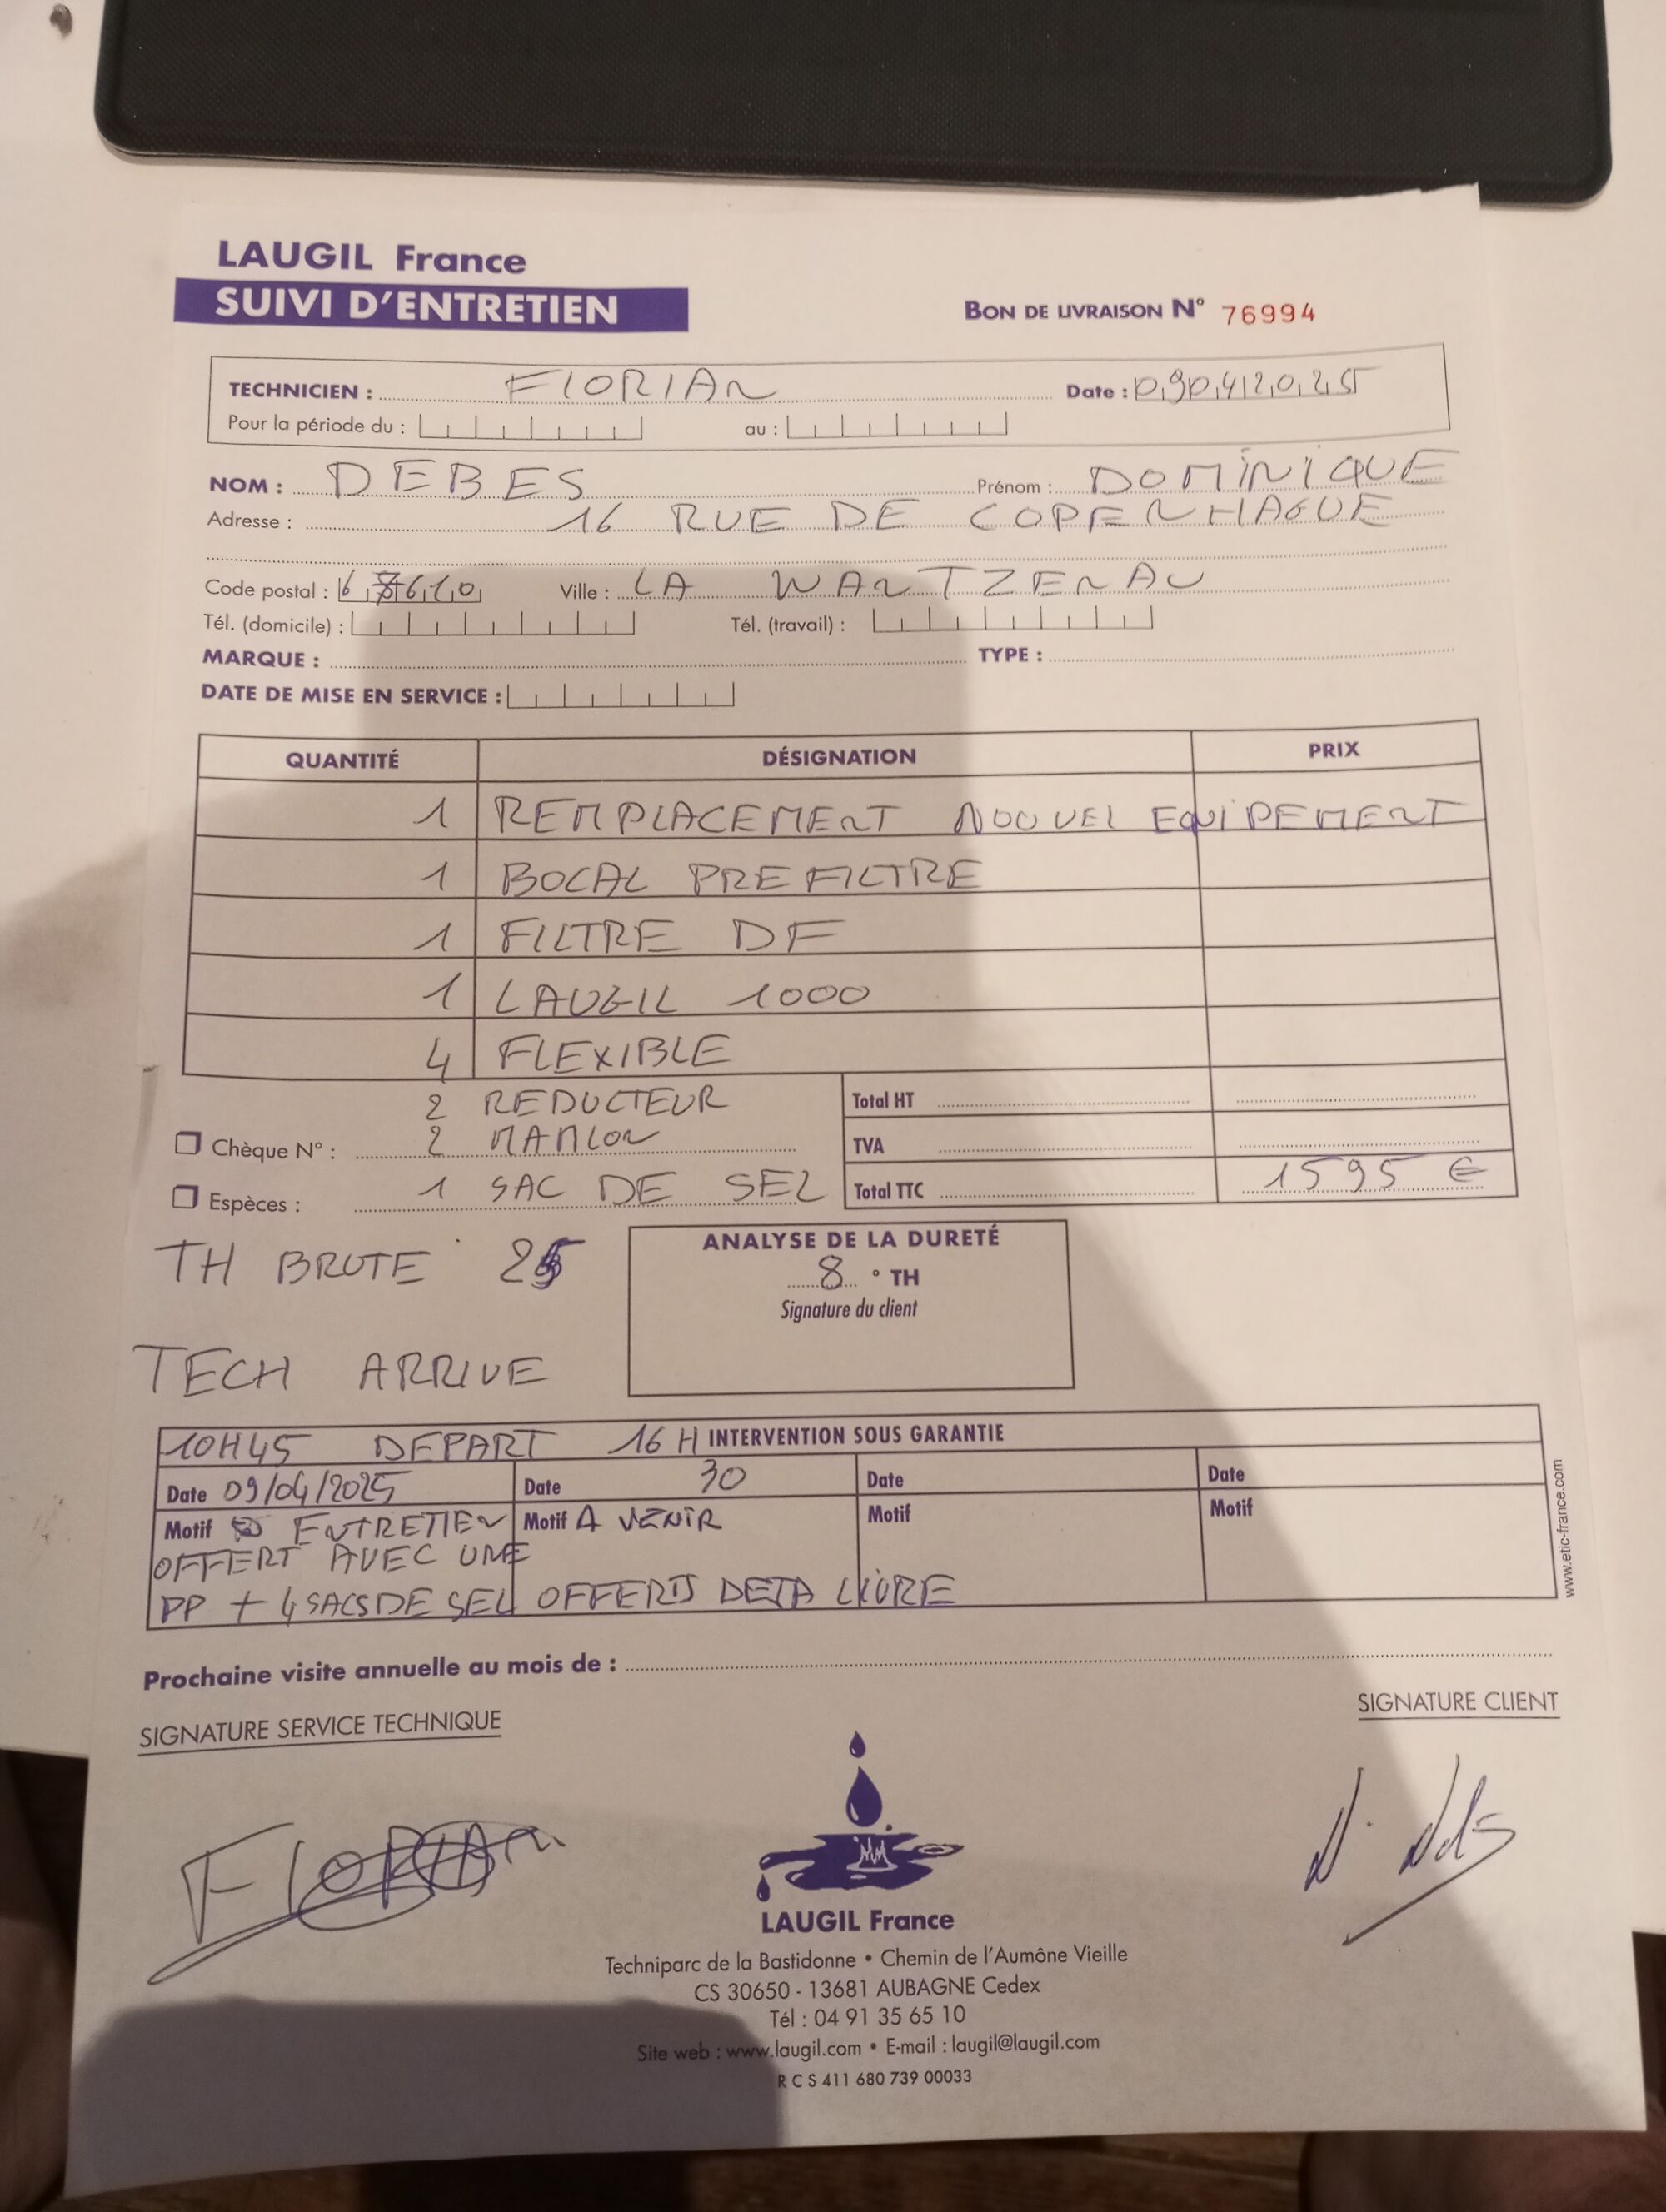 LAUGIL France
SUIVI D'ENTRETIEN
BON DE LIVRAISON N° 76994
TECHNICIEN : FLORIAN Date : 09042025
Pour la période du : au :
NOM : DEBES Prénom : DOMINIQUE
Adresse : 16 RUE DE COPENHAGUE
Code postal : 67610 Ville : LA WANTZENAU
Tél. (domicile) : Tél. (travail) :
MARQUE : TYPE :
DATE DE MISE EN SERVICE :
QUANTITÉ DÉSIGNATION PRIX
1 REMPLACEMENT NOUVEL EQUIPEMENT
1 BOCAL PREFILTRE
1 FILTRE DF
1 LAUGIL 1000
4 FLEXIBLE
2 REDUCTEUR
Total HT
Chèque N° : 2 MAMLON
TVA
Espèces : 1 SAC DE SEL
Total TTC 1595 €
TH BRUTE 25
ANALYSE DE LA DURETÉ
8 ° TH
Signature du client
TECH ARRIVE
10H45 DEPART 16H30
INTERVENTION SOUS GARANTIE
Date 09/04/2025 Date Date Date
Motif ENTRETIEN Motif A VENIR Motif Motif
OFFERT AVEC UNE
PP + 4 SACS DE SEL OFFERTS DEJA LIVRE
www.etic-france.com
Prochaine visite annuelle au mois de :
SIGNATURE SERVICE TECHNIQUE SIGNATURE CLIENT
FLORIAN
LAUGIL France
Techniparc de la Bastidonne • Chemin de l'Aumône Vieille
CS 30650 - 13681 AUBAGNE Cedex
Tél : 04 91 35 65 10
Site web : www.laugil.com • E-mail : laugil@laugil.com
R C S 411 680 739 00033